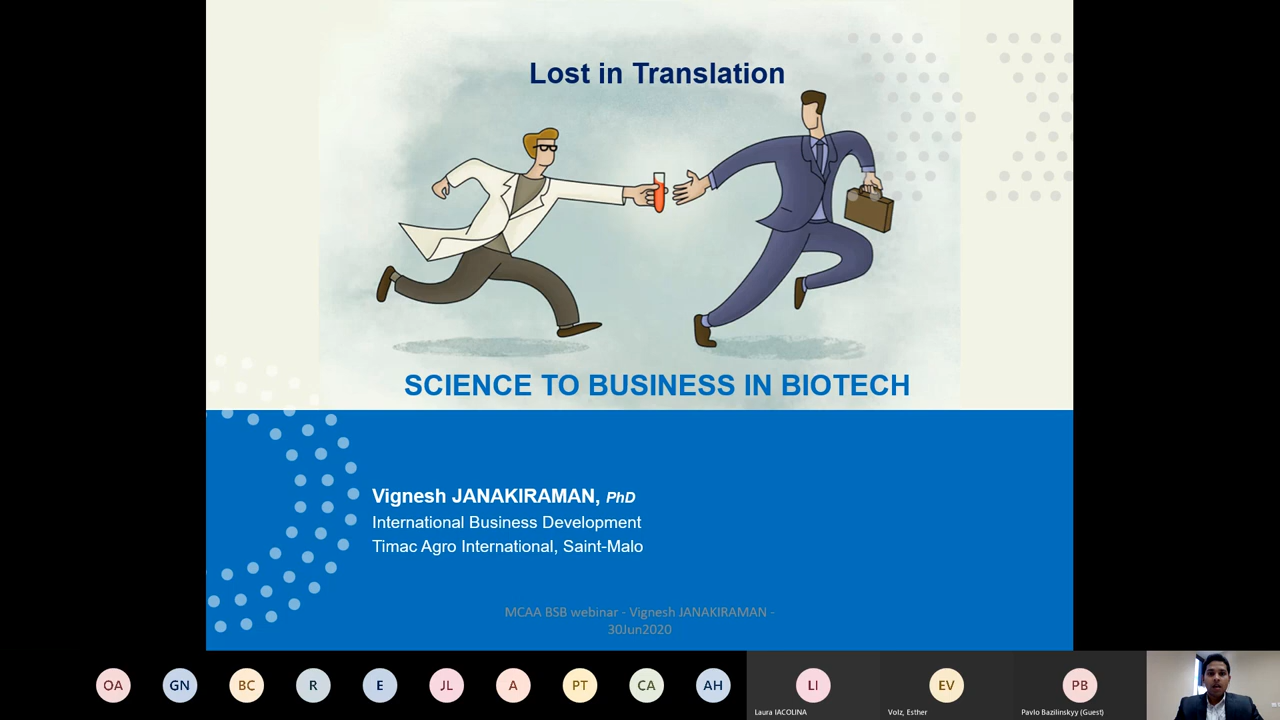 Lost in Translation
SCIENCE TO BUSINESS IN BIOTECH
Vignesh JANAKIRAMAN, PhD
International Business Development
Timac Agro International, Saint-Malo
MCAA BSB webinar - Vignesh JANAKIRAMAN -
30Jun2020
OA GN BC R E JL A PT CA AH LI EV PB
Laura IACOLINA Volz, Esther Pavlo Bazilinskyy (Guest)